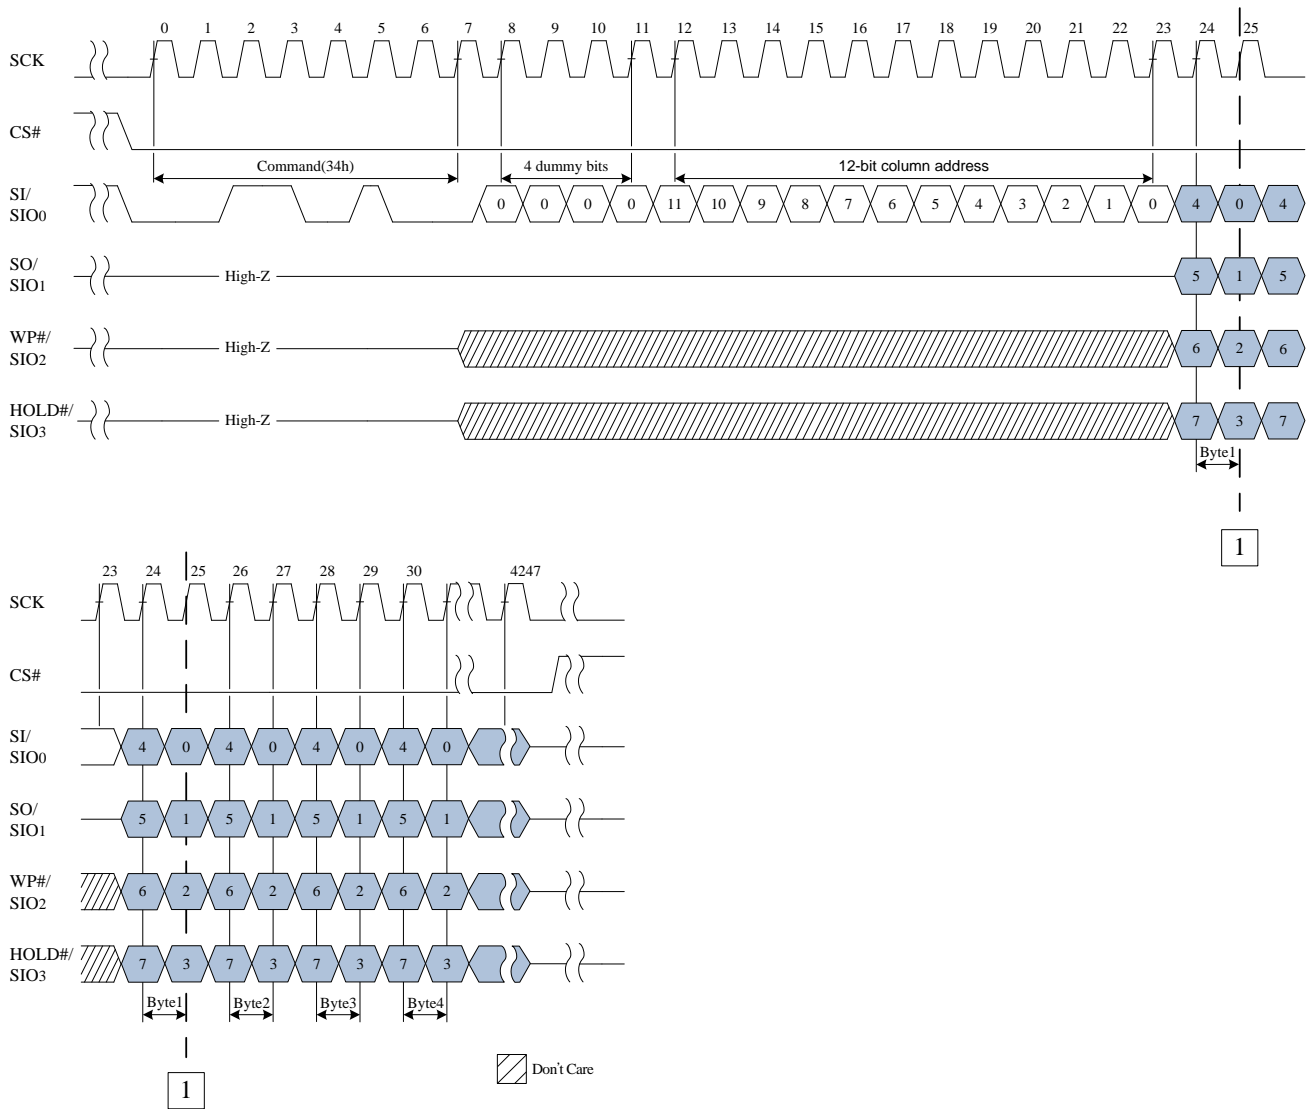 0 1 2 3 4 5 6 7 8 9 10 11 12 13 14 15 16 17 18 19 20 21 22 23 24 25
SCK
CS#
Command(34h) 4 dummy bits 12-bit column address
SI/
SIO0
0 0 0 0 11 10 9 8 7 6 5 4 3 2 1 0 4 0 4
SO/
SIO1
High-Z 5 1 5
WP#/
SIO2
High-Z 6 2 6
HOLD#/
SIO3
High-Z 7 3 7
Byte1
1
23 24 25 26 27 28 29 30 4247
SCK
CS#
SI/
SIO0
4 0 4 0 4 0 4 0
SO/
SIO1
5 1 5 1 5 1 5 1
WP#/
SIO2
6 2 6 2 6 2 6 2
HOLD#/
SIO3
7 3 7 3 7 3 7 3
Byte1 Byte2 Byte3 Byte4
Don't Care
1